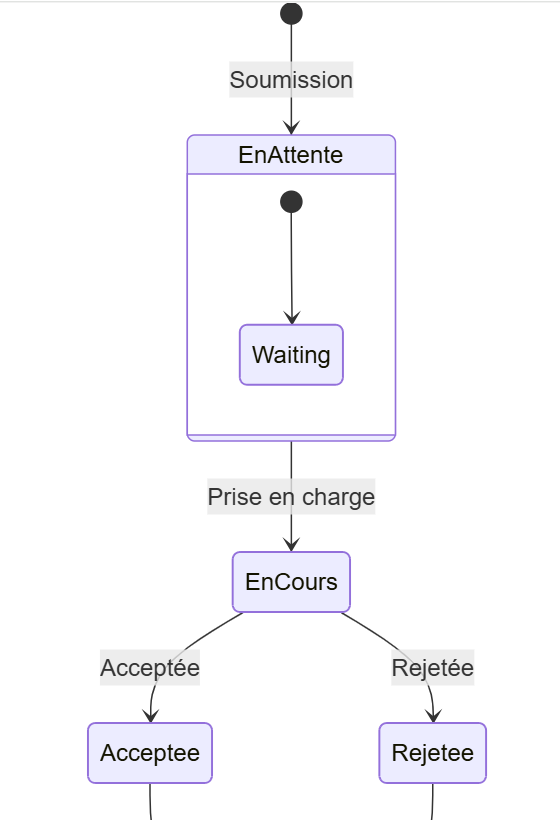 Soumission
EnAttente
Waiting
Prise en charge
EnCours
Acceptée
Rejetée
Acceptee
Rejetee